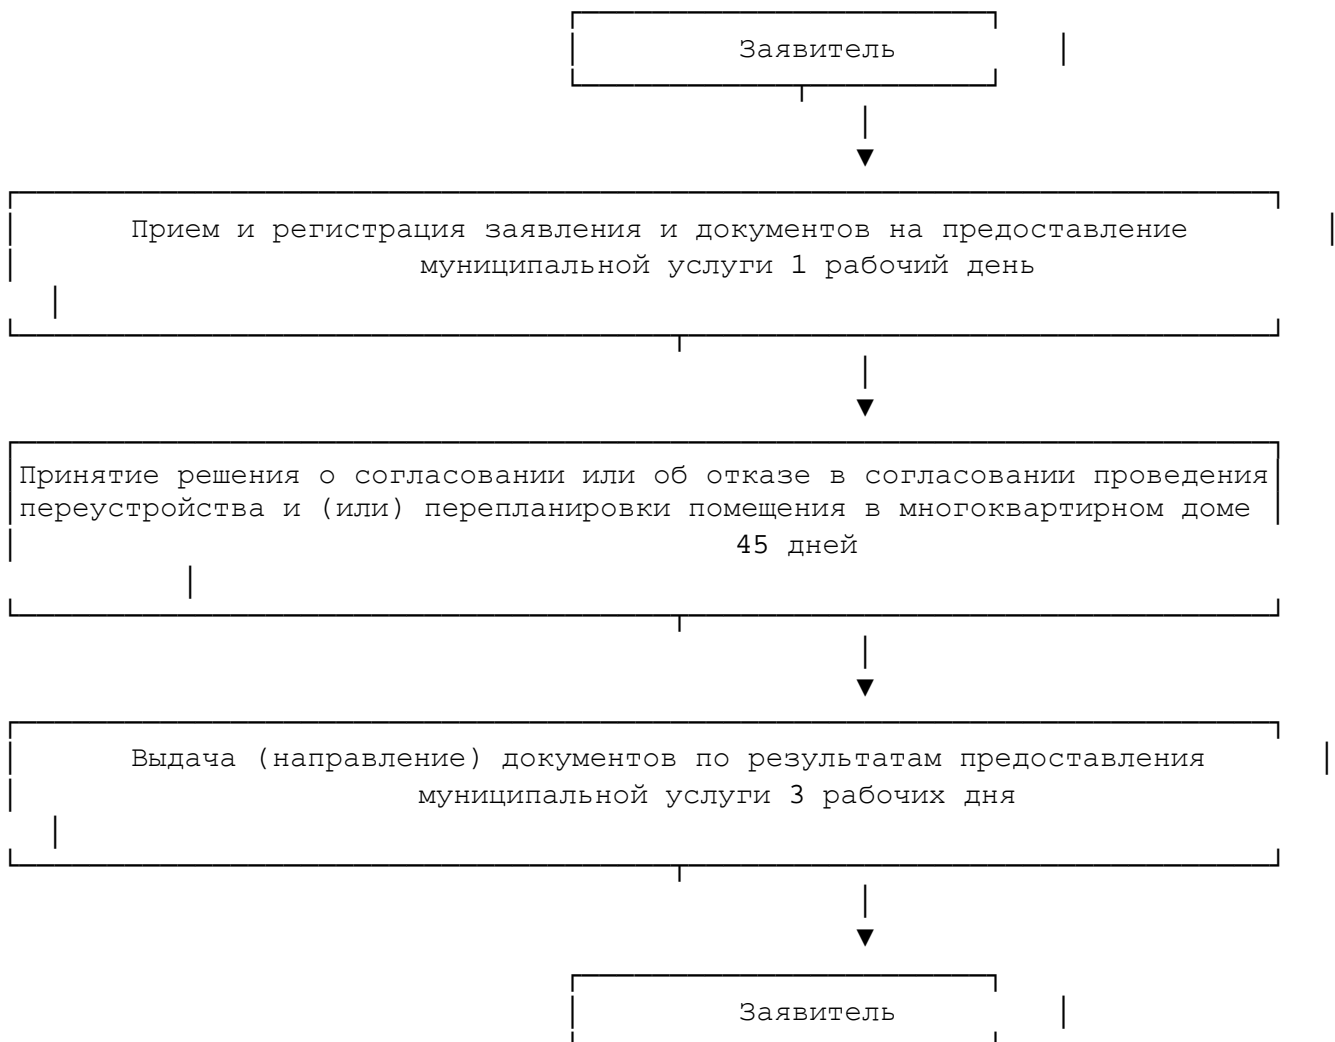 Заявитель
Прием и регистрация заявления и документов на предоставление
муниципальной услуги 1 рабочий день
Принятие решения о согласовании или об отказе в согласовании проведения
переустройства и (или) перепланировки помещения в многоквартирном доме
45 дней
Выдача (направление) документов по результатам предоставления
муниципальной услуги 3 рабочих дня
Заявитель